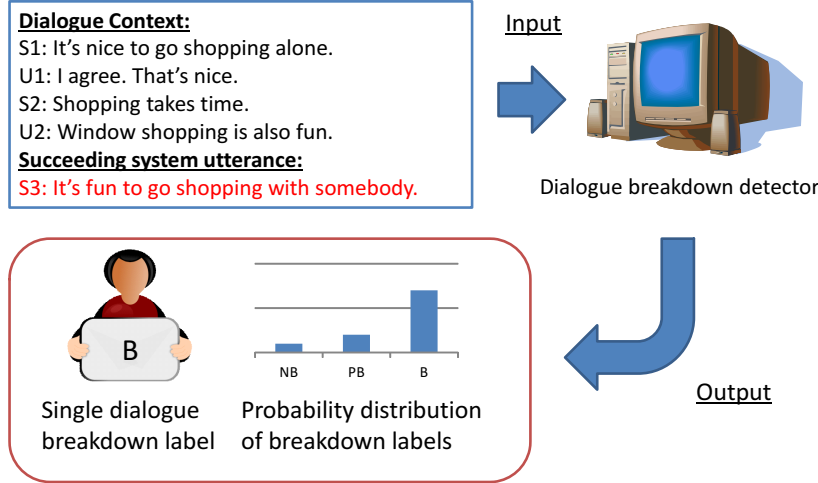 Dialogue Context:
S1: It's nice to go shopping alone.
U1: I agree. That's nice.
S2: Shopping takes time.
U2: Window shopping is also fun.
Succeeding system utterance:
S3: It's fun to go shopping with somebody.
Input
Dialogue breakdown detector
B
NB PB B
Single dialogue
breakdown label
Probability distribution
of breakdown labels
Output